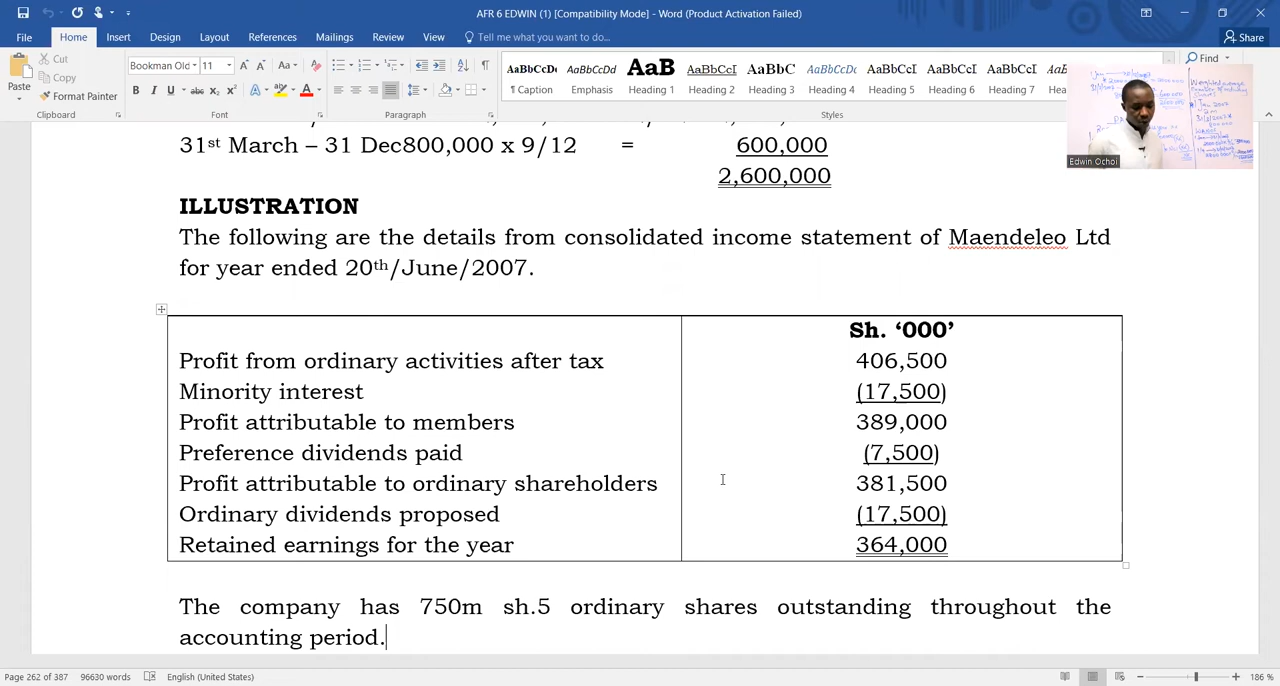 AFR 6 EDWIN (1) [Compatibility Mode] - Word (Product Activation Failed)
File Home Insert Design Layout References Mailings Review View Tell me what you want to do... Share
Paste
Cut
Copy
Format Painter
Clipboard
Bookman Old 11
Font
Paragraph
AaBbCcDc AaBbCcDd AaB AaBbCcI AaBbC AaBbCcDc AaBbCcI AaBbCcI AaBbCcI
¶ Caption Emphasis Heading 1 Heading 2 Heading 3 Heading 4 Heading 5 Heading 6 Heading 7
Styles
Find
Edwin Ochoi
31st March – 31 Dec800,000 x 9/12 = 600,000
2,600,000
ILLUSTRATION
The following are the details from consolidated income statement of Maendeleo Ltd
for year ended 20th/June/2007.
Sh. ‘000’
Profit from ordinary activities after tax 406,500
Minority interest (17,500)
Profit attributable to members 389,000
Preference dividends paid (7,500)
Profit attributable to ordinary shareholders 381,500
Ordinary dividends proposed (17,500)
Retained earnings for the year 364,000
The company has 750m sh.5 ordinary shares outstanding throughout the
accounting period.
Page 262 of 387 96630 words English (United States) 186 %